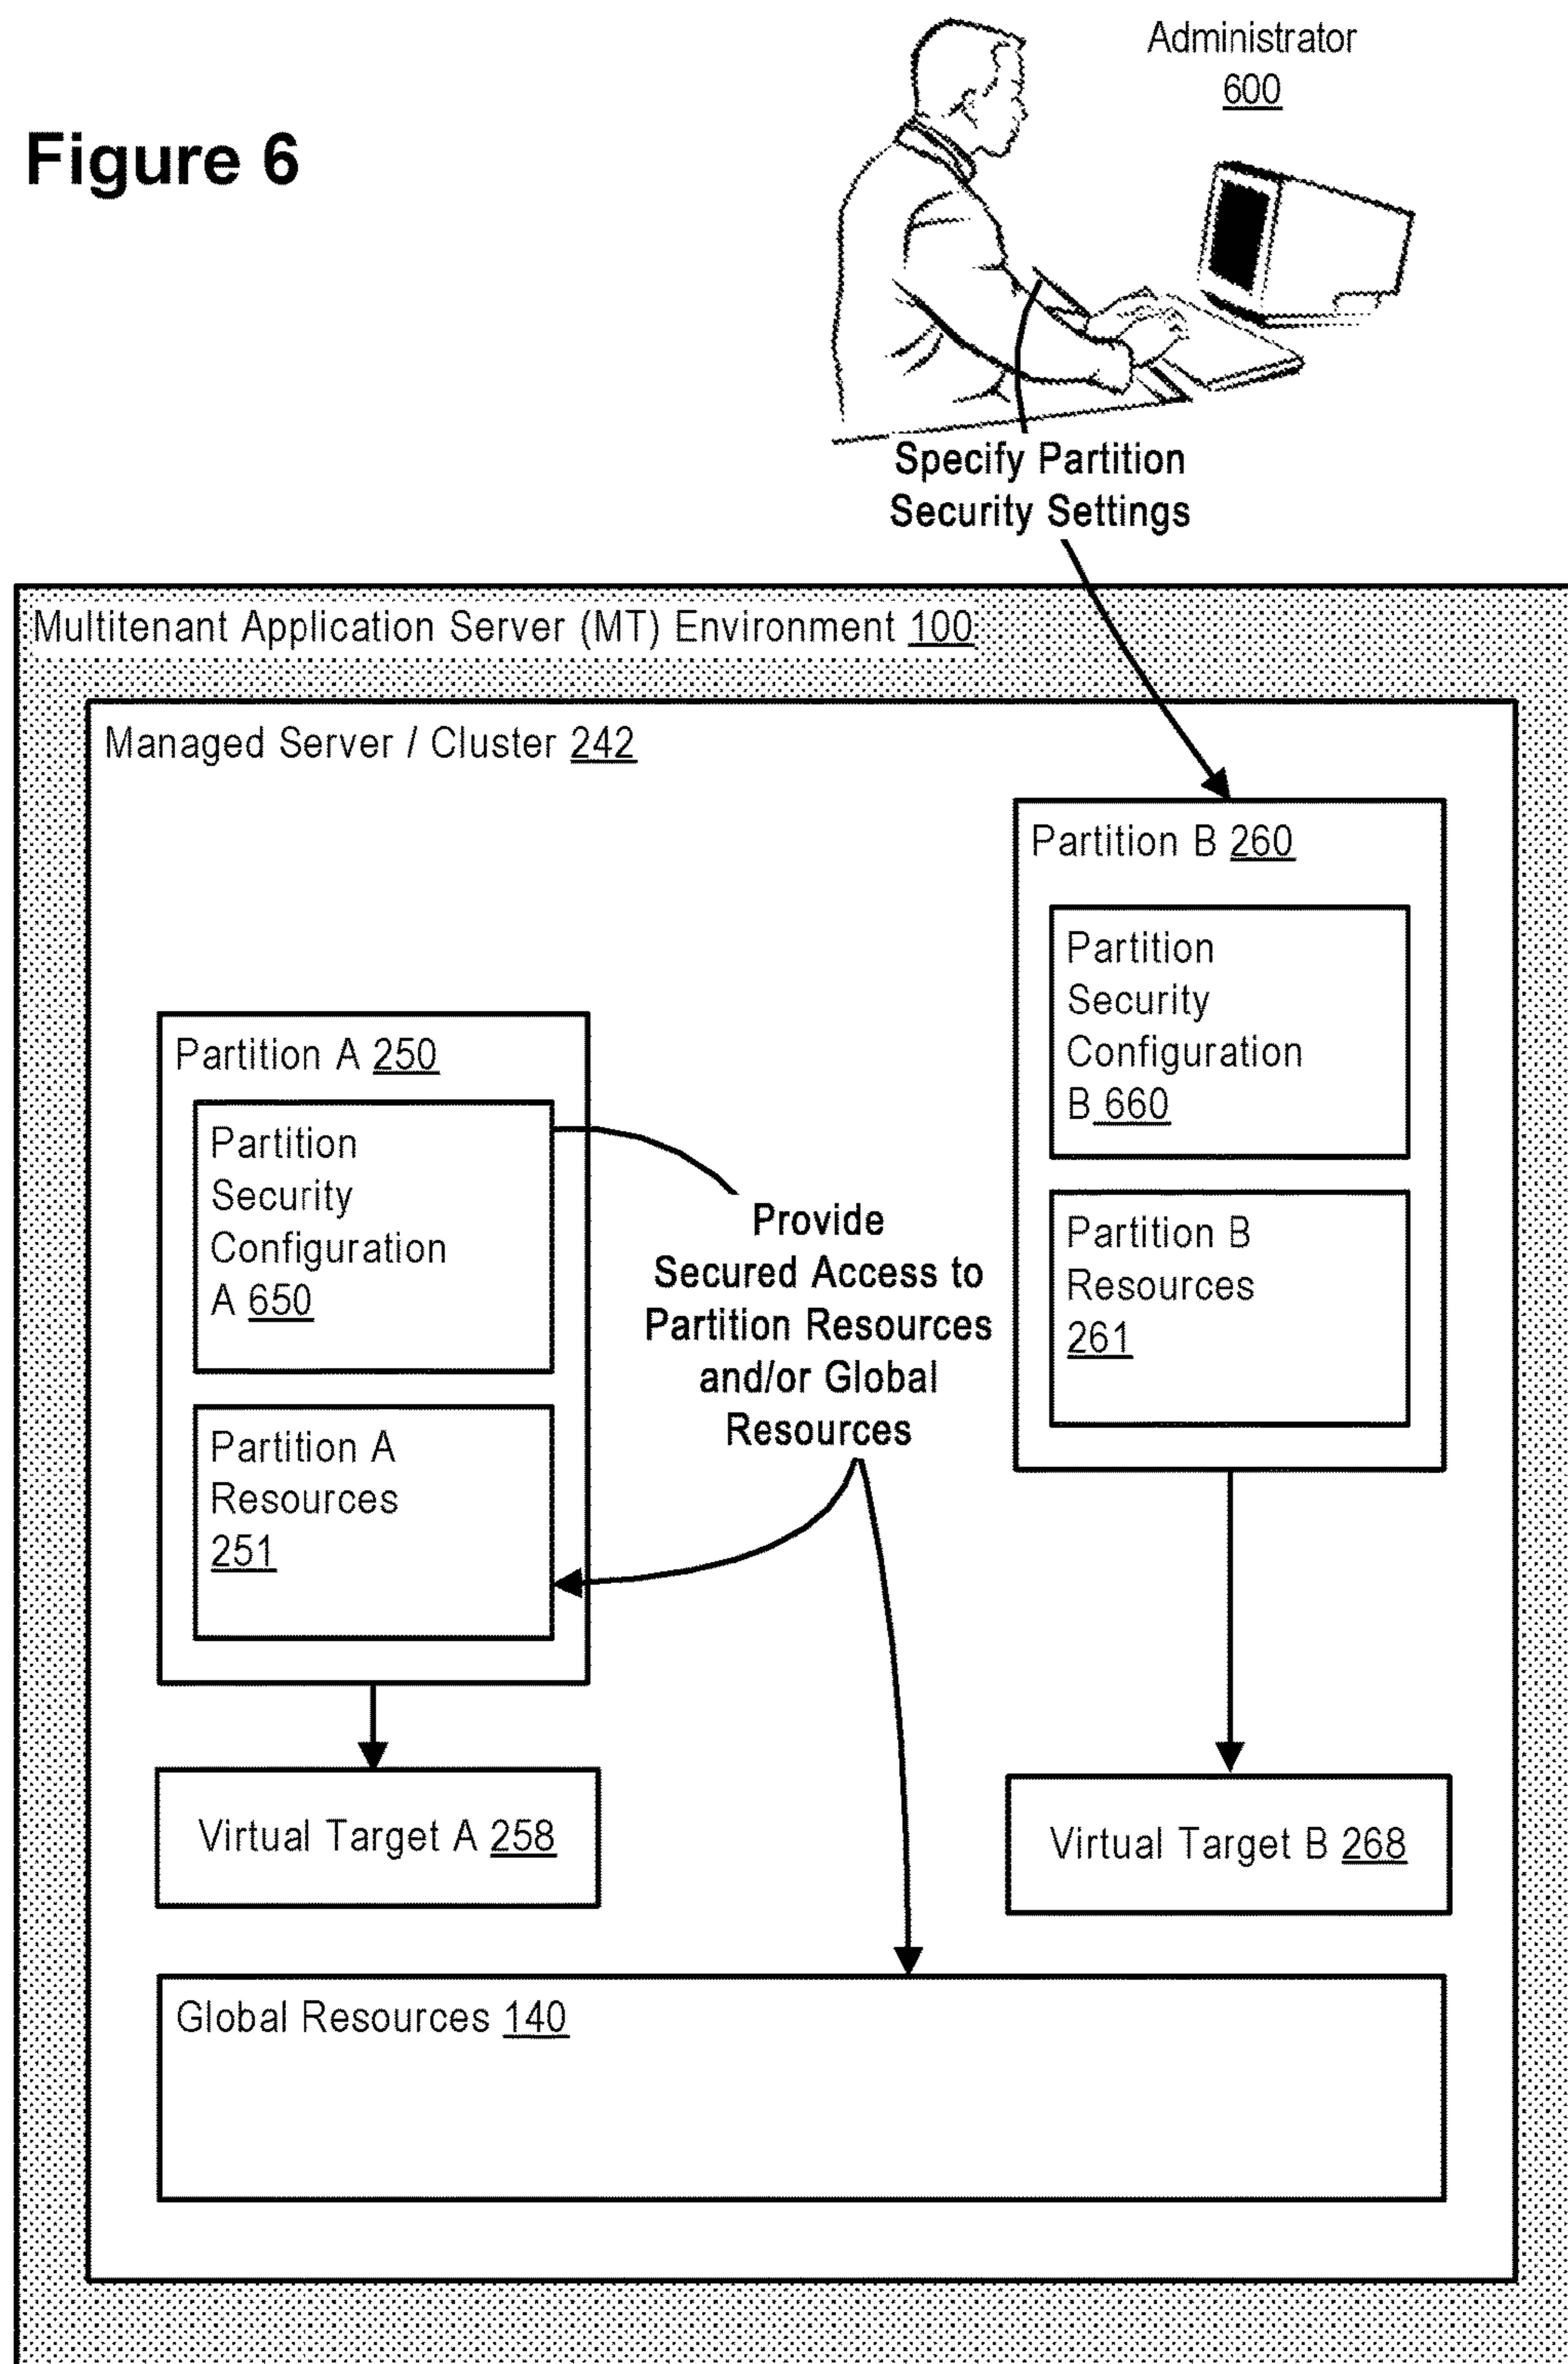 Administrator
600
Figure 6
Specify Partition
Security Settings
Multitenant Application Server (MT) Environment 100
Managed Server / Cluster 242
Partition B 260
Partition
Security
Configuration
B 660
Partition B
Resources
261
Partition A 250
Partition
Security
Configuration
A 650
Partition A
Resources
251
Provide
Secured Access to
Partition Resources
and/or Global
Resources
Virtual Target A 258
Virtual Target B 268
Global Resources 140